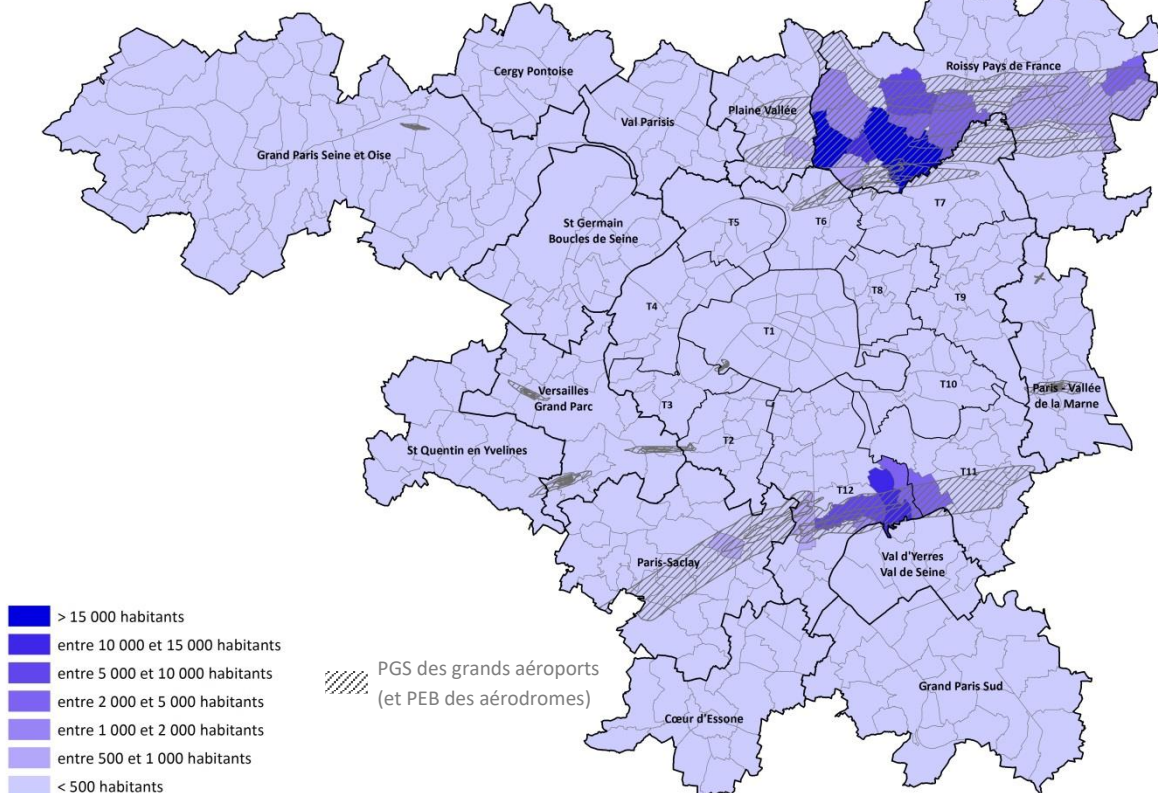 Cergy Pontoise
Roissy Pays de France
Val Parisis
Plaine Vallée
Grand Paris Seine et Oise
St Germain
Boucles de Seine
T5
T6
T7
T4
T8
T9
T1
T10
Versailles
Grand Parc
T3
T2
Paris - Vallée
de la Marne
St Quentin en Yvelines
T12
T11
Paris-Saclay
Val d'Yerres
Val de Seine
Grand Paris Sud
Cœur d'Essone
> 15 000 habitants
entre 10 000 et 15 000 habitants
entre 5 000 et 10 000 habitants
entre 2 000 et 5 000 habitants
entre 1 000 et 2 000 habitants
entre 500 et 1 000 habitants
< 500 habitants
PGS des grands aéroports
(et PEB des aérodromes)